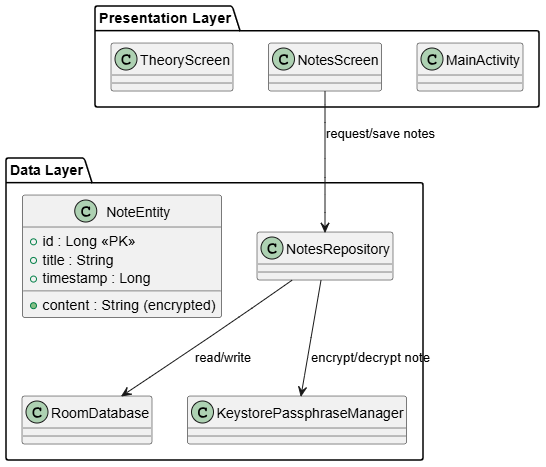 Presentation Layer
C TheoryScreen
C NotesScreen
C MainActivity
request/save notes
Data Layer
C NoteEntity
id : Long «PK»
title : String
timestamp : Long
content : String (encrypted)
C NotesRepository
read/write
encrypt/decrypt note
C RoomDatabase
C KeystorePassphraseManager